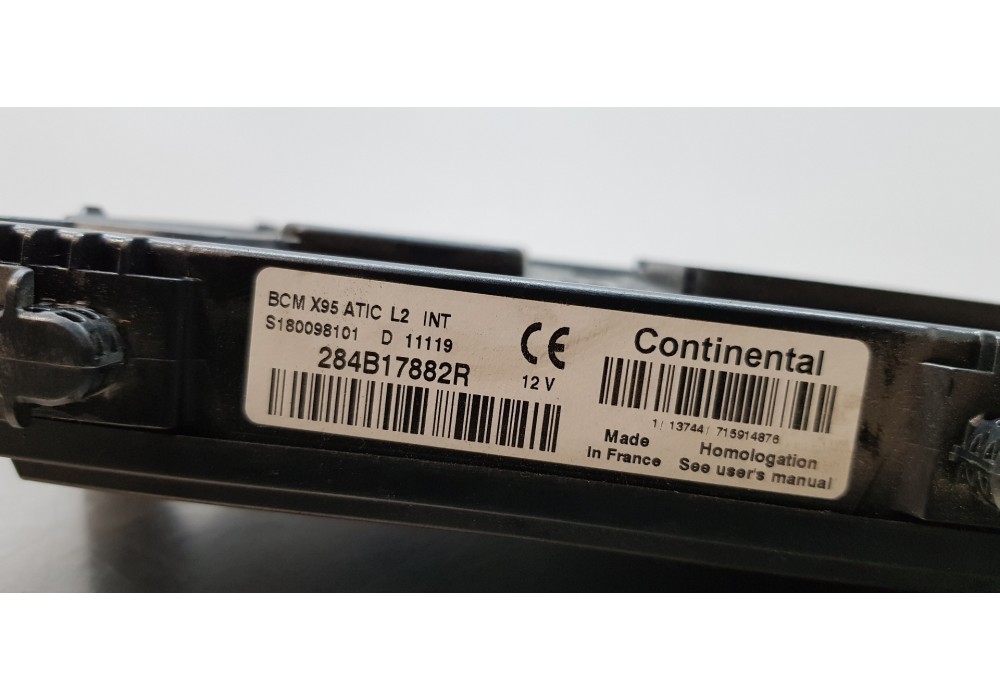 BCM X95 ATIC L2 INT
S180098101 D 11119
284B17882R
CE
12 V
Continental
1/ 13744/ 715914876
Made
in France
Homologation
See user's manual